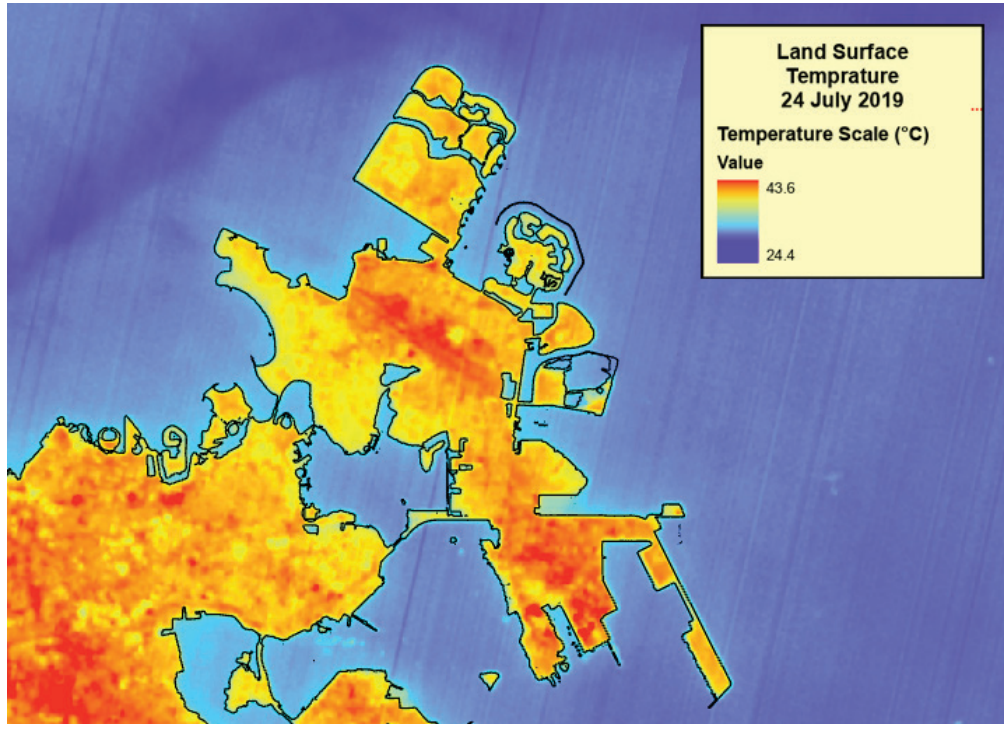 Land Surface
Temprature
24 July 2019
Temperature Scale (°C)
Value
43.6
24.4